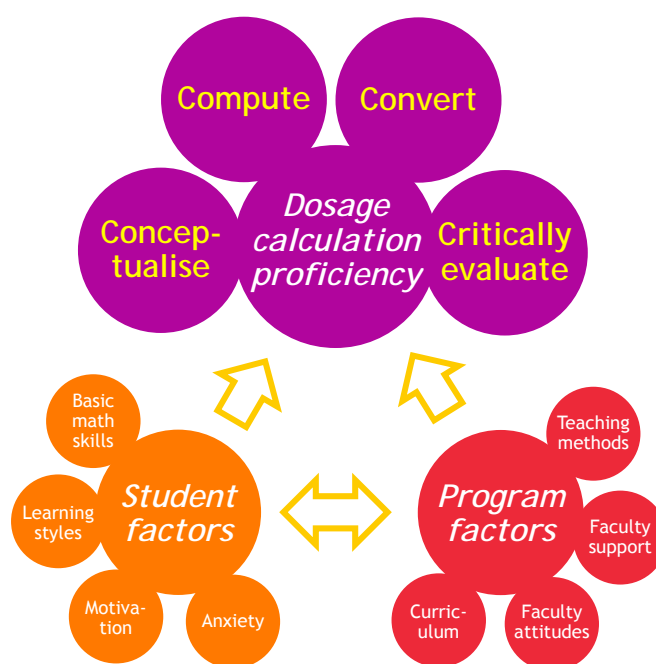 Compute
Convert
Concep-
tualise
Dosage
calculation
proficiency
Critically
evaluate
Basic
math
skills
Learning
styles
Motiva-
tion
Anxiety
Student
factors
Program
factors
Teaching
methods
Faculty
support
Faculty
attitudes
Curric-
ulum